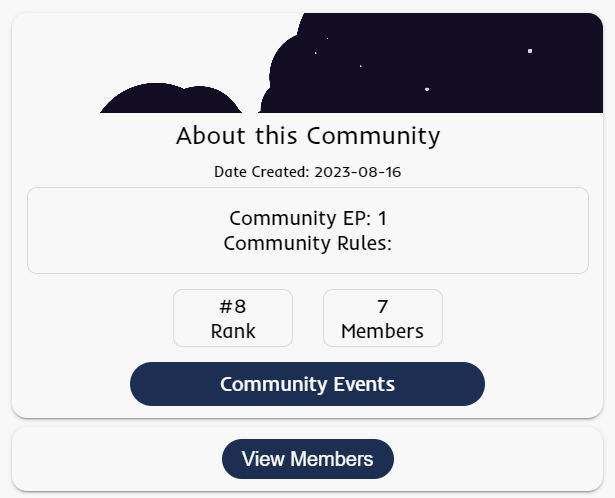 About this Community
Date Created: 2023-08-16
Community EP: 1
Community Rules:
#8
Rank
7
Members
Community Events
View Members